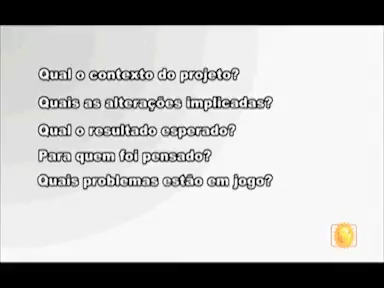 Qual o contexto do projeto?
Quais as alterações implicadas?
Qual o resultado esperado?
Para quem foi pensado?
Quais problemas estão em jogo?